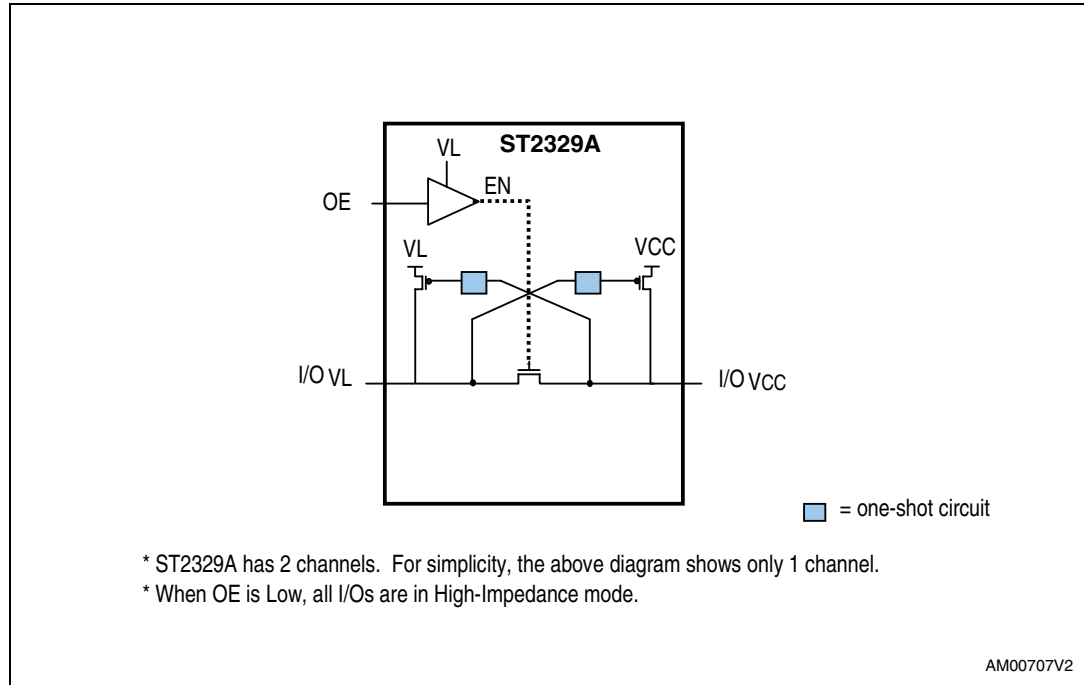 ST2329A
VL
EN
OE
VL
VCC
I/O VL
I/O VCC
= one-shot circuit
* ST2329A has 2 channels. For simplicity, the above diagram shows only 1 channel.
* When OE is Low, all I/Os are in High-Impedance mode.
AM00707V2